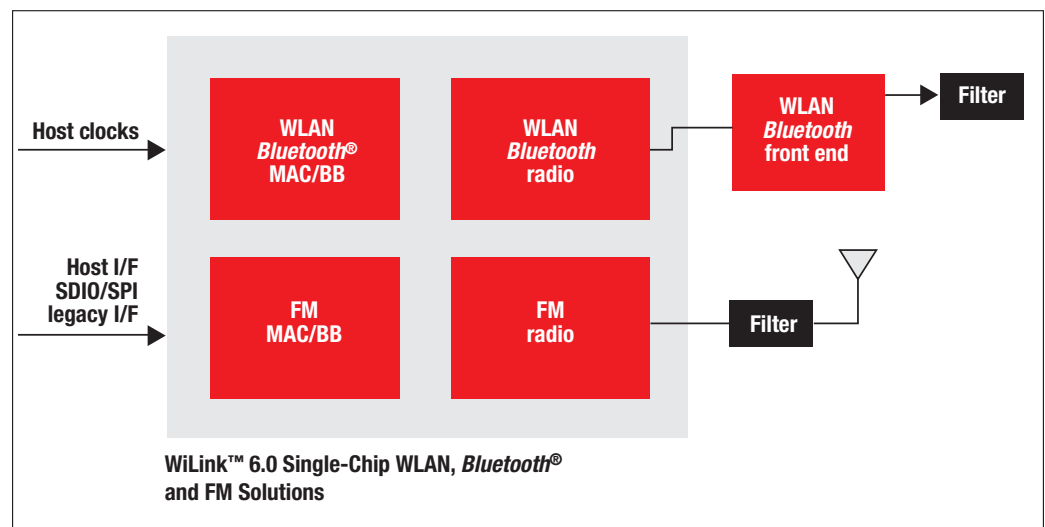 Host clocks
WLAN
Bluetooth®
MAC/BB
WLAN
Bluetooth
radio
WLAN
Bluetooth
front end
Filter
Host I/F
SDIO/SPI
legacy I/F
FM
MAC/BB
FM
radio
Filter
WiLink™ 6.0 Single-Chip WLAN, Bluetooth®
and FM Solutions